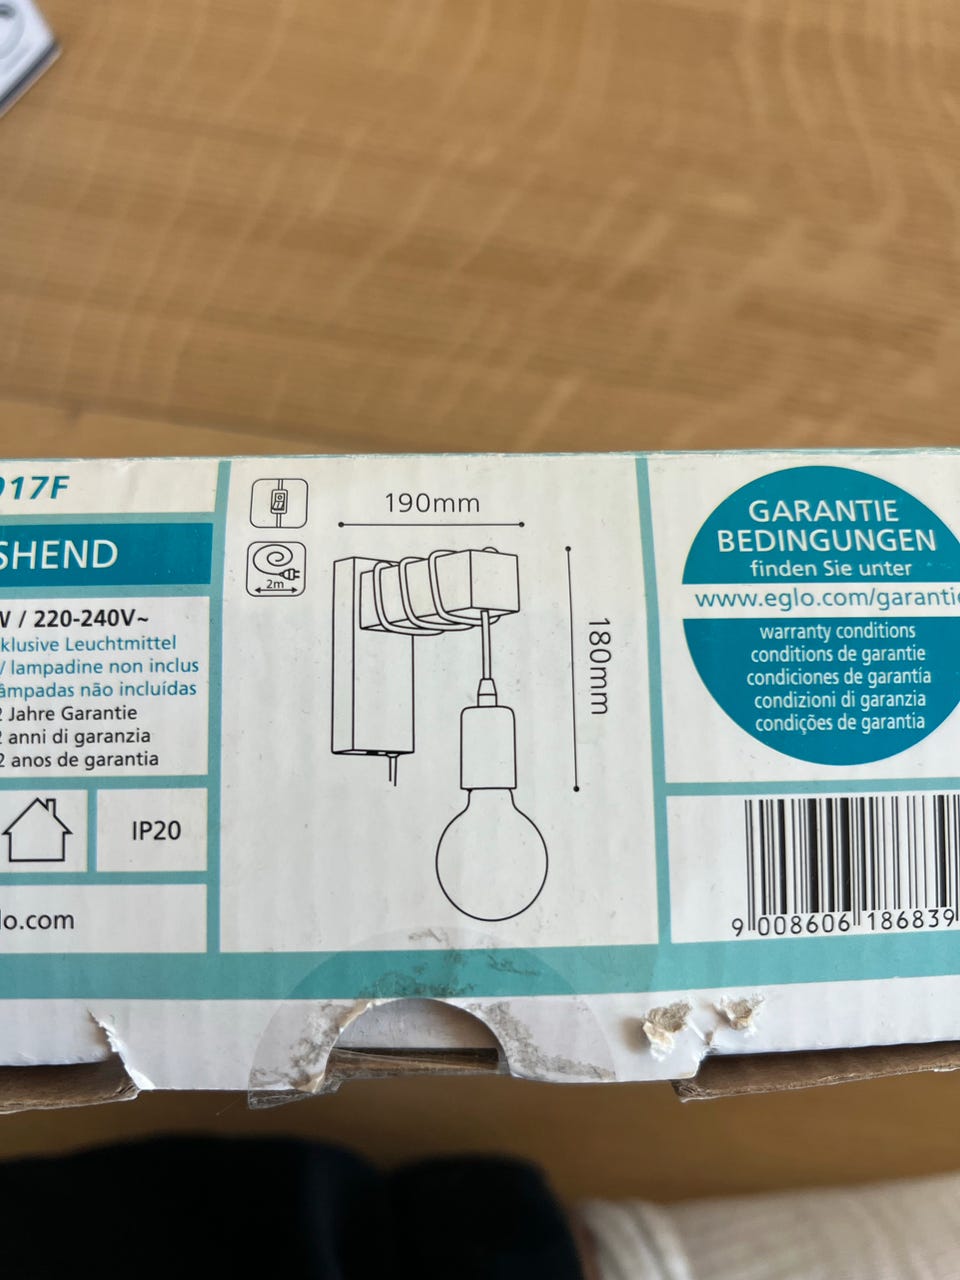 017F
SHEND
W / 220-240V~
klusive Leuchtmittel
/ lampadine non inclus
âmpadas não incluídas
2 Jahre Garantie
2 anni di garanzia
2 anos de garantia
IP20
lo.com
2m
190mm
180mm
GARANTIE
BEDINGUNGEN
finden Sie unter
www.eglo.com/garantie
warranty conditions
conditions de garantie
condiciones de garantía
condizioni di garanzia
condições de garantia
9 008606 186839